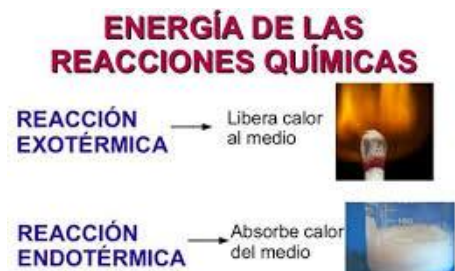 ENERGÍA DE LAS
REACCIONES QUÍMICAS
REACCIÓN
EXOTÉRMICA
Libera calor
al medio
REACCIÓN
ENDOTÉRMICA
Absorbe calor
del medio